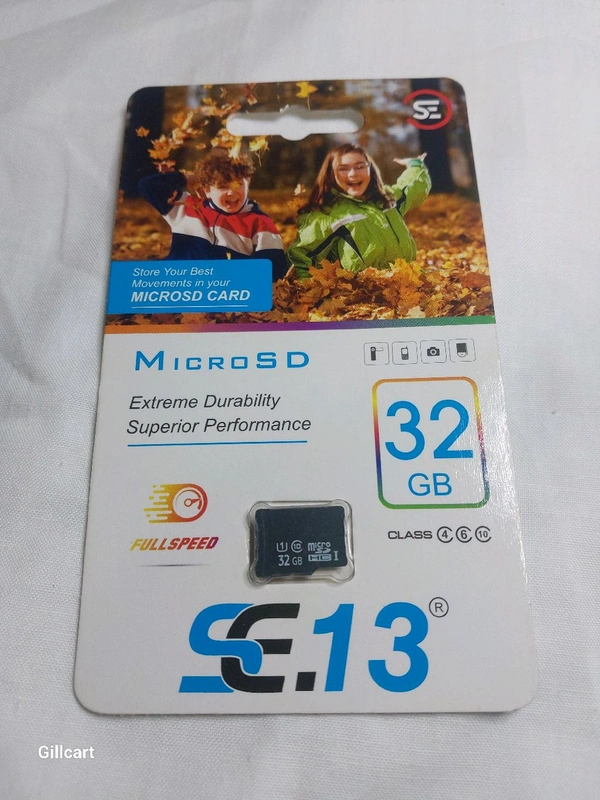 SE
Store Your Best
Movements in your
MICROSD CARD
MICROSD
Extreme Durability
Superior Performance
32
GB
FULLSPEED
CLASS 4 6 10
U1 10 micro
32 GB HC I
SE.13®
Gillcart